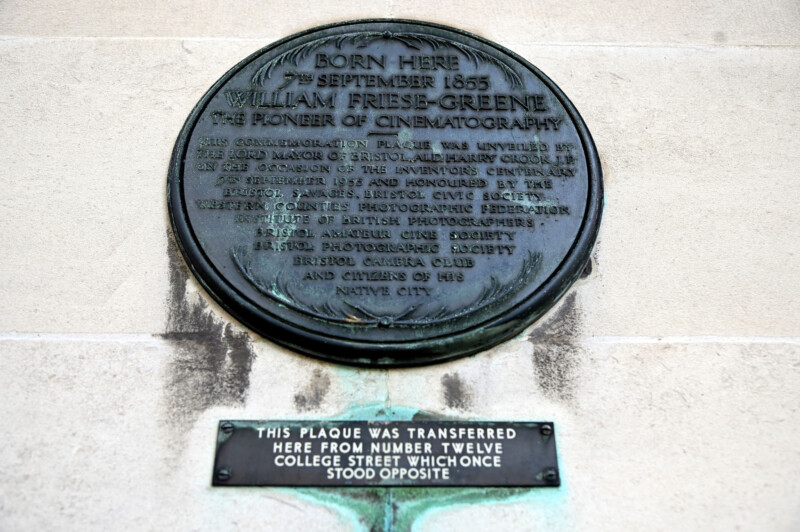 BORN HERE
7TH SEPTEMBER 1855
WILLIAM FRIESE-GREENE
THE PIONEER OF CINEMATOGRAPHY
THIS COMMEMORATION PLAQUE WAS UNVEILED BY
THE LORD MAYOR OF BRISTOL, ALD. HARRY CROOK, J.P.
ON THE OCCASION OF THE INVENTOR'S CENTENARY
7TH SEPTEMBER 1955 AND HONOURED BY THE
BRISTOL SAVAGES, BRISTOL CIVIC SOCIETY
WESTERN COUNTIES PHOTOGRAPHIC FEDERATION
INSTITUTE OF BRITISH PHOTOGRAPHERS
BRISTOL AMATEUR CINE SOCIETY
BRISTOL PHOTOGRAPHIC SOCIETY
BRISTOL CAMERA CLUB
AND CITIZENS OF HIS
NATIVE CITY
THIS PLAQUE WAS TRANSFERRED
HERE FROM NUMBER TWELVE
COLLEGE STREET WHICH ONCE
STOOD OPPOSITE